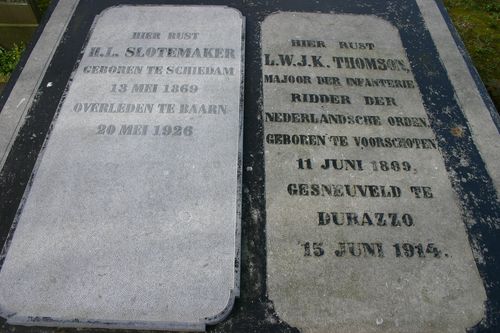 HIER RUST
H.L. SLOTEMAKER
GEBOREN TE SCHIEDAM
13 MEI 1869
OVERLEDEN TE BAARN
20 MEI 1926
HIER RUST
L.W.J.K. THOMSON,
MAJOOR DER INFANTERIE
RIDDER DER
NEDERLANDSCHE ORDEN,
GEBOREN TE VOORSCHOTEN
11 JUNI 1869,
GESNEUVELD TE
DURAZZO
15 JUNI 1914.